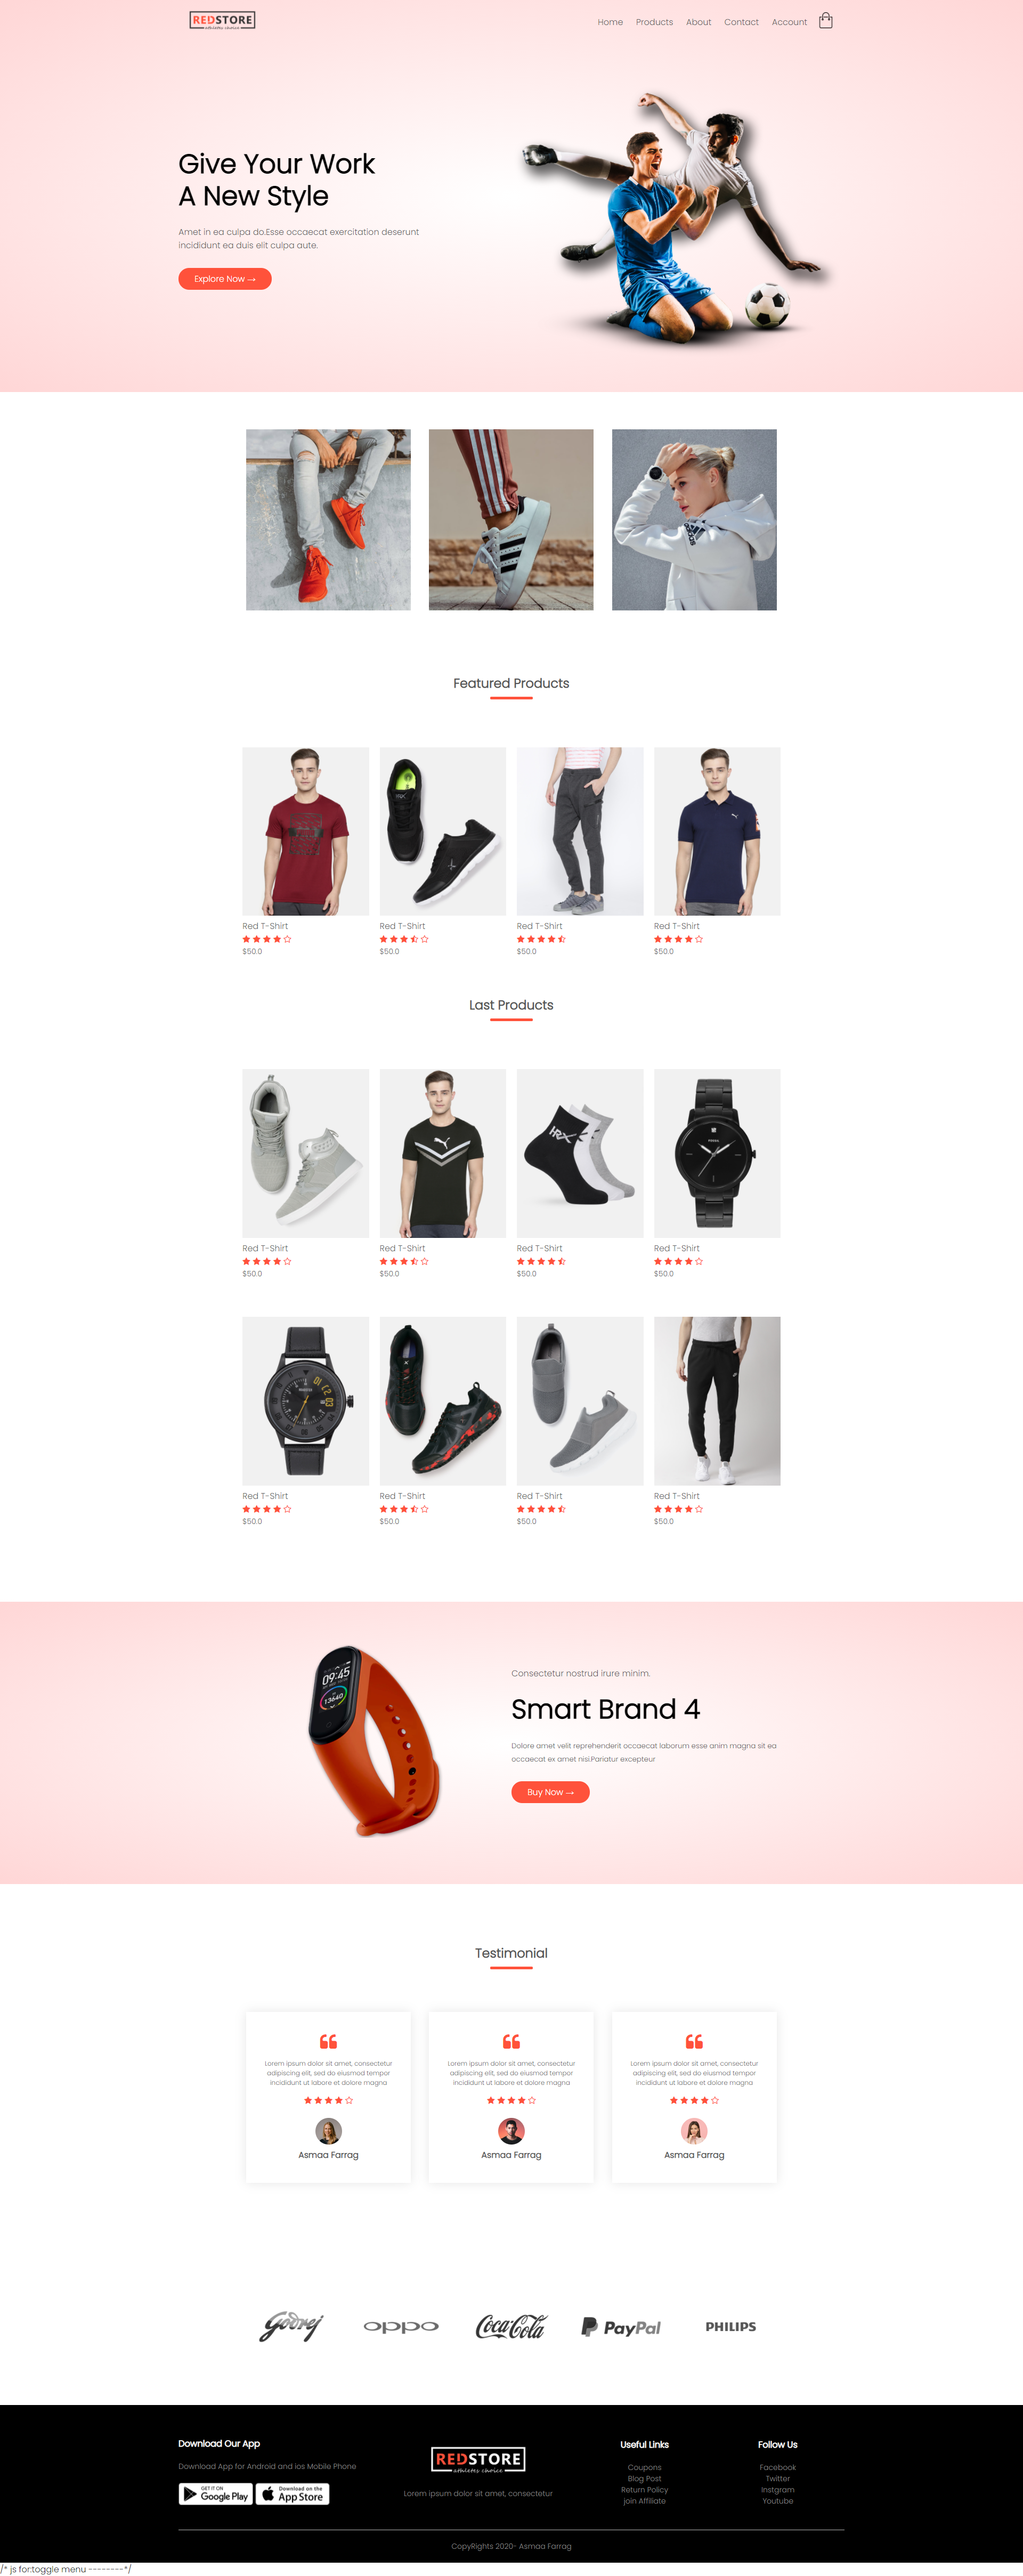 REDSTORE
athletes choice
Home Products About Contact Account
Give Your Work
A New Style
Amet in ea culpa do.Esse occaecat exercitation deserunt
incididunt ea duis elit culpa aute.
Explore Now →
adidas
Featured Products
HRX
Red T-Shirt Red T-Shirt Red T-Shirt Red T-Shirt
$50.0 $50.0 $50.0 $50.0
Last Products
HRX
FOSSIL
Red T-Shirt Red T-Shirt Red T-Shirt Red T-Shirt
$50.0 $50.0 $50.0 $50.0
01 02 03
Red T-Shirt Red T-Shirt Red T-Shirt Red T-Shirt
$50.0 $50.0 $50.0 $50.0
09:45
13640
Consectetur nostrud irure minim.
Smart Brand 4
Dolore amet velit reprehenderit occaecat laborum esse anim magna sit ea
occaecat ex amet nisi.Pariatur excepteur
Buy Now →
Testimonial
Lorem ipsum dolor sit amet, consectetur
adipiscing elit, sed do eiusmod tempor
incididunt ut labore et dolore magna
Asmaa Farrag
Lorem ipsum dolor sit amet, consectetur
adipiscing elit, sed do eiusmod tempor
incididunt ut labore et dolore magna
Asmaa Farrag
Lorem ipsum dolor sit amet, consectetur
adipiscing elit, sed do eiusmod tempor
incididunt ut labore et dolore magna
Asmaa Farrag
Godrej oppo Coca-Cola PayPal PHILIPS
Download Our App
Download App for Android and ios Mobile Phone
GET IT ON
Google Play
Download on the
App Store
REDSTORE
athletes choice
Lorem ipsum dolor sit amet, consectetur
Useful Links
Coupons
Blog Post
Return Policy
join Affiliate
Follow Us
Facebook
Twitter
Instgram
Youtube
CopyRights 2020- Asmaa Farrag
/* js for:toggle menu --------*/